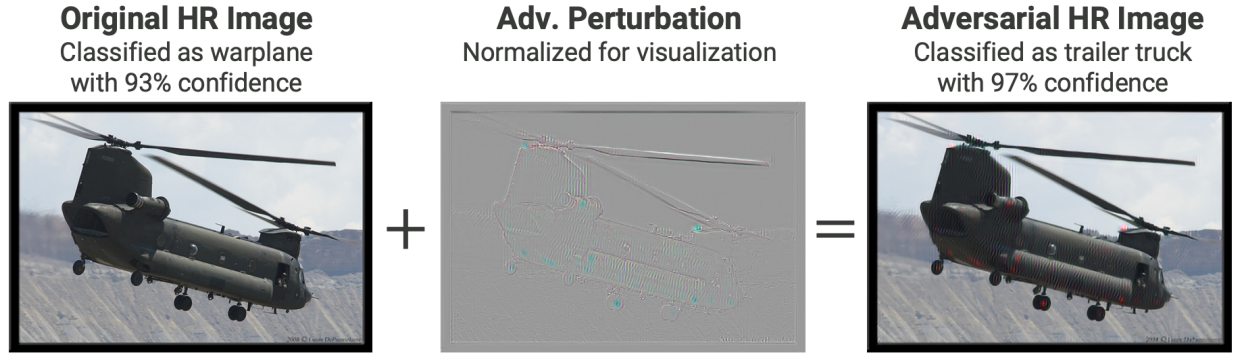 Original HR Image
Classified as warplane
with 93% confidence
Adv. Perturbation
Normalized for visualization
Adversarial HR Image
Classified as trailer truck
with 97% confidence
+
=